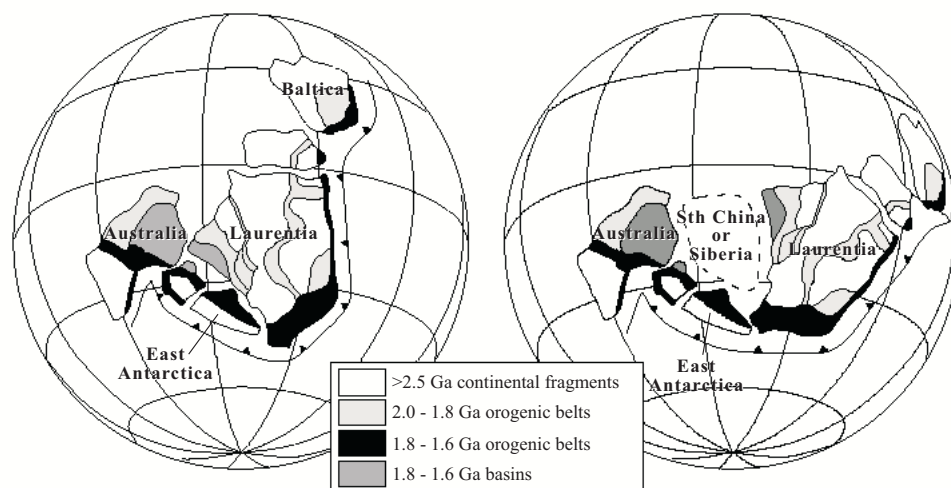 Baltica
Australia
Laurentia
East
Antarctica
Sth China
or
Siberia
Australia
Laurentia
East
Antarctica
>2.5 Ga continental fragments
2.0 - 1.8 Ga orogenic belts
1.8 - 1.6 Ga orogenic belts
1.8 - 1.6 Ga basins